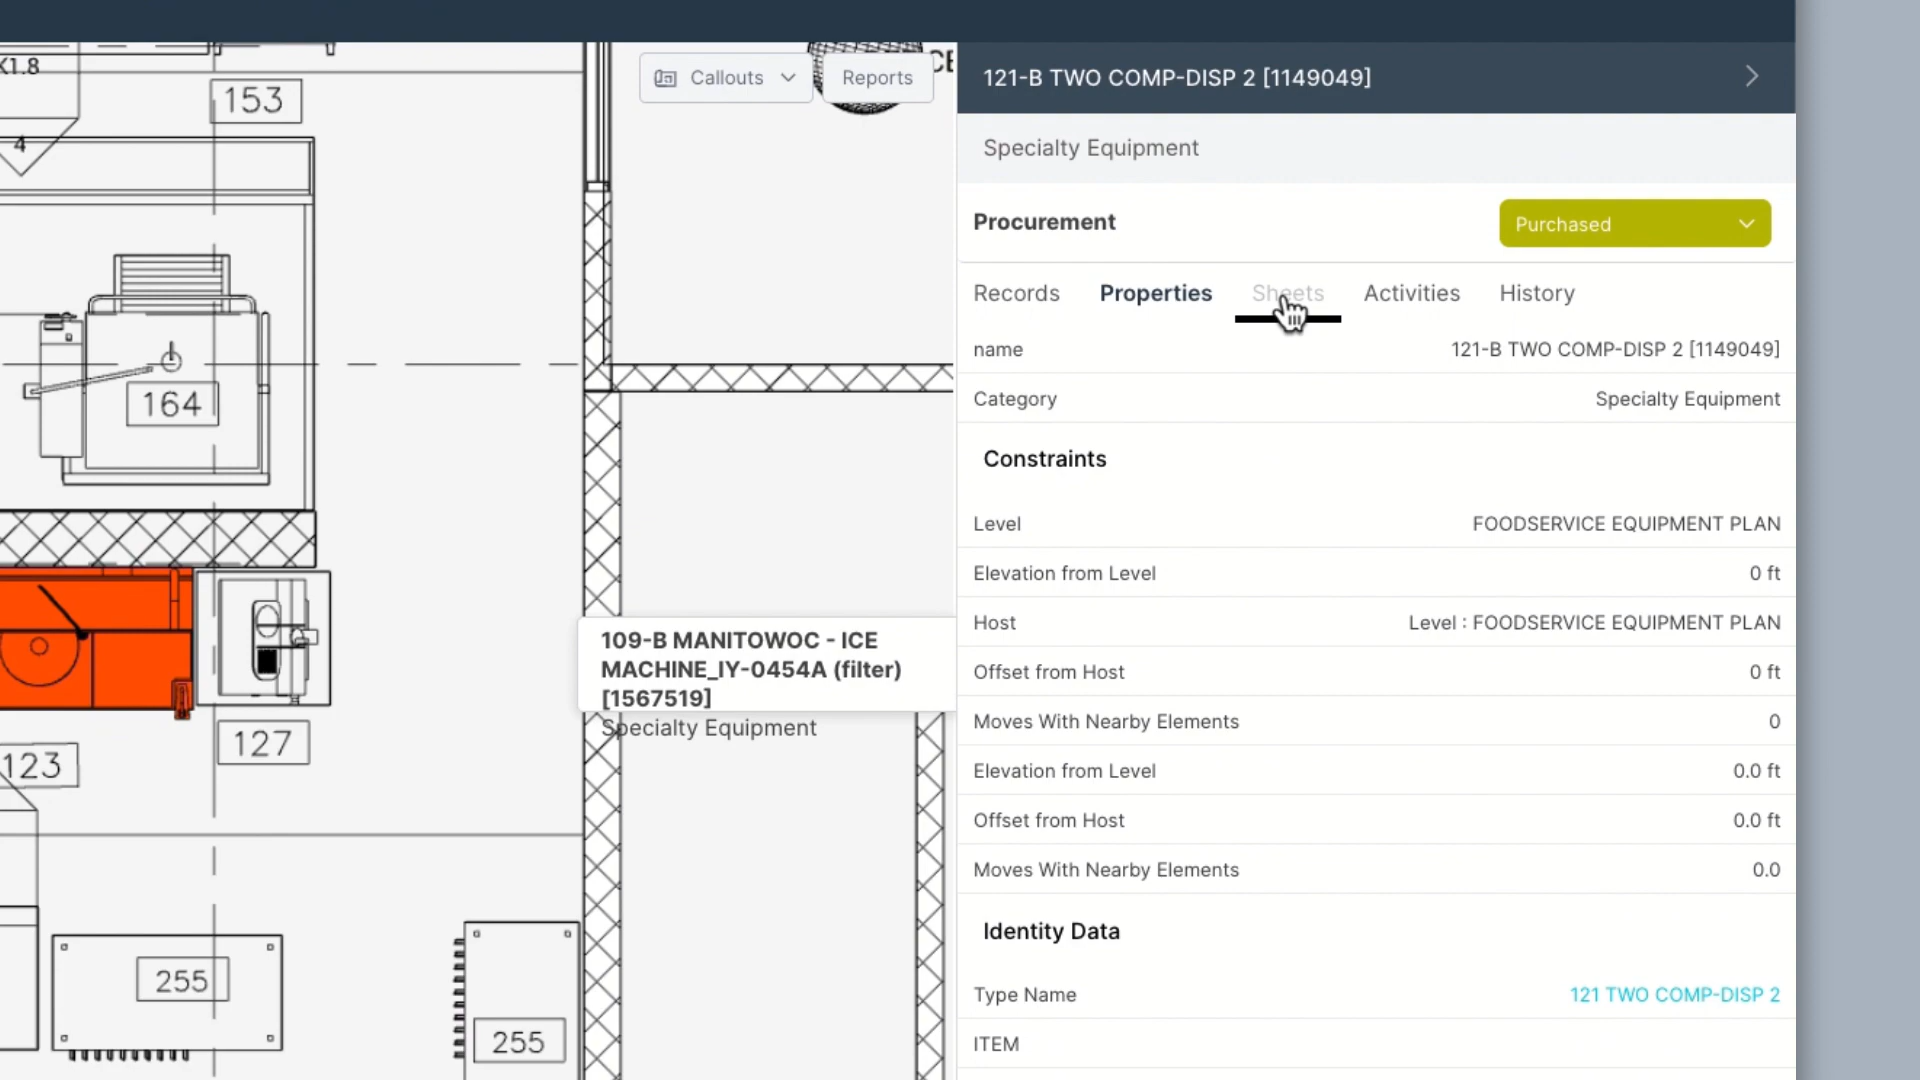 K1.8
4
153
Callouts
Reports
CE
164
127
123
255
255
109-B MANITOWOC - ICE
MACHINE_IY-0454A (filter)
[1567519]
Specialty Equipment
121-B TWO COMP-DISP 2 [1149049]
Specialty Equipment
Procurement
Purchased
Records Properties Sheets Activities History
name 121-B TWO COMP-DISP 2 [1149049]
Category Specialty Equipment
Constraints
Level FOODSERVICE EQUIPMENT PLAN
Elevation from Level 0 ft
Host Level : FOODSERVICE EQUIPMENT PLAN
Offset from Host 0 ft
Moves With Nearby Elements 0
Elevation from Level 0.0 ft
Offset from Host 0.0 ft
Moves With Nearby Elements 0.0
Identity Data
Type Name 121 TWO COMP-DISP 2
ITEM